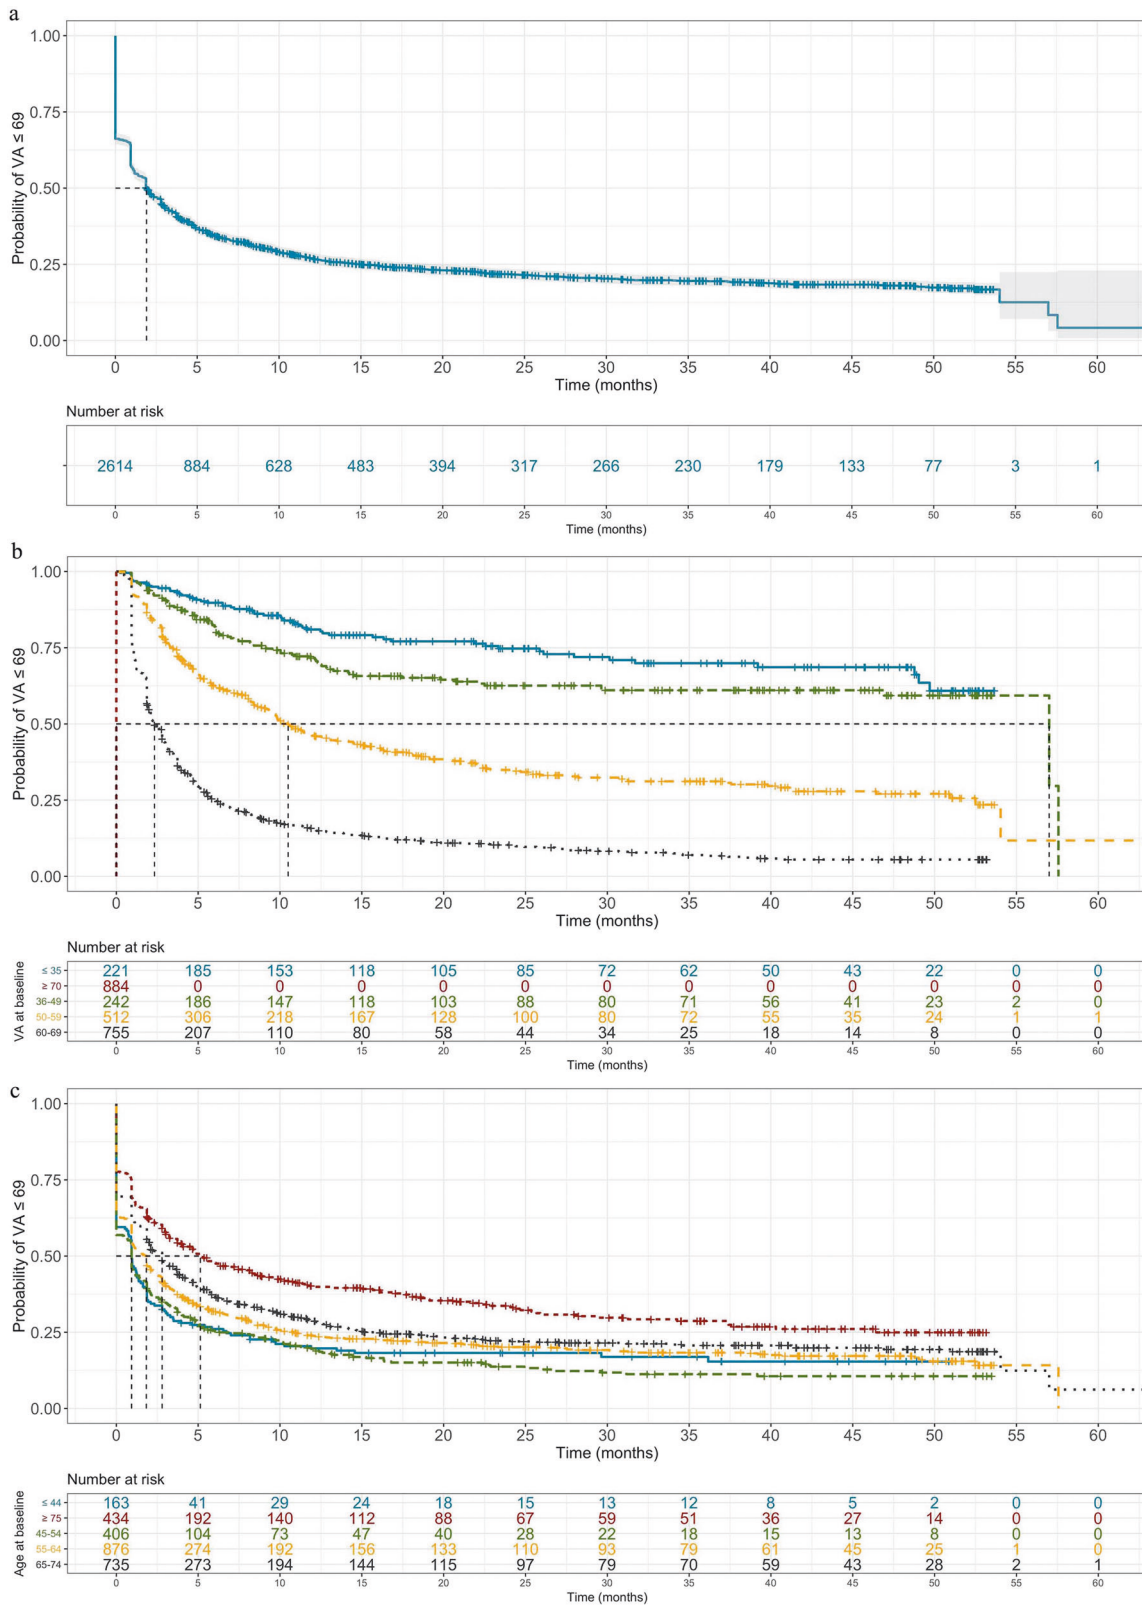 a
1.00
0.75
0.50
0.25
0.00
Probability of VA ≤ 69
0 5 10 15 20 25 30 35 40 45 50 55 60
Time (months)
Number at risk
2614 884 628 483 394 317 266 230 179 133 77 3 1
0 5 10 15 20 25 30 35 40 45 50 55 60
Time (months)
b
1.00
0.75
0.50
0.25
0.00
Probability of VA ≤ 69
0 5 10 15 20 25 30 35 40 45 50 55 60
Time (months)
Number at risk
VA at baseline
≤ 35 221 185 153 118 105 85 72 62 50 43 22 0 0
≥ 70 884 0 0 0 0 0 0 0 0 0 0 0 0
36-49 242 186 147 118 103 88 80 71 56 41 23 2 0
50-59 512 306 218 167 128 100 80 72 55 35 24 1 1
60-69 755 207 110 80 58 44 34 25 18 14 8 0 0
0 5 10 15 20 25 30 35 40 45 50 55 60
Time (months)
c
1.00
0.75
0.50
0.25
0.00
Probability of VA ≤ 69
0 5 10 15 20 25 30 35 40 45 50 55 60
Time (months)
Number at risk
Age at baseline
≤ 44 163 41 29 24 18 15 13 12 8 5 2 0 0
≥ 75 434 192 140 112 88 67 59 51 36 27 14 0 0
45-54 406 104 73 47 40 28 22 18 15 13 8 0 0
55-64 876 274 192 156 133 110 93 79 61 45 25 1 0
65-74 735 273 194 144 115 97 79 70 59 43 28 2 1
0 5 10 15 20 25 30 35 40 45 50 55 60
Time (months)